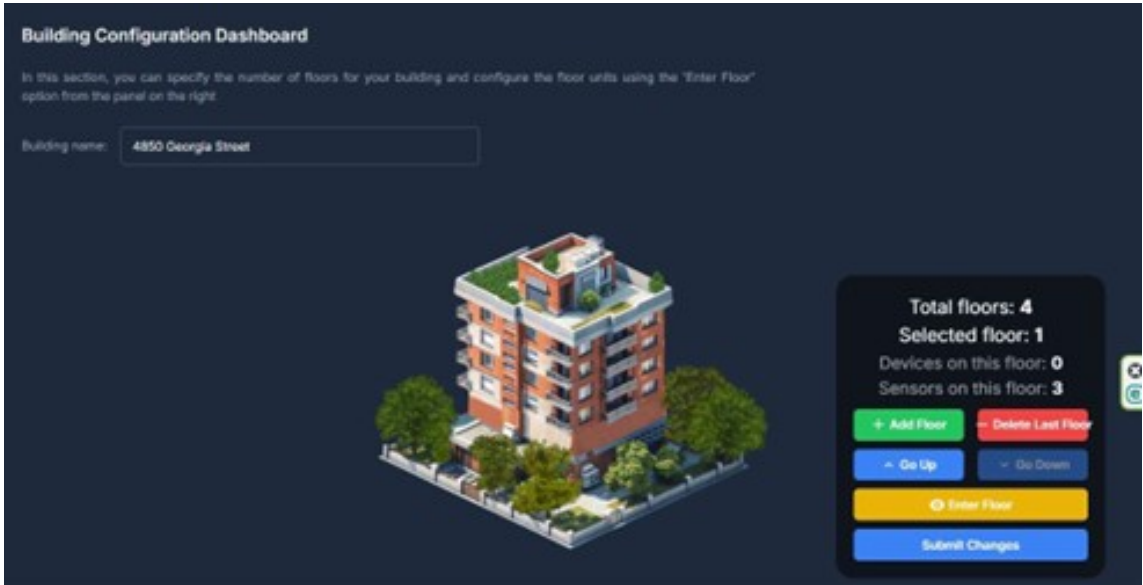 Building Configuration Dashboard
In this section, you can specify the number of floors for your building and configure the floor units using the "Enter Floor"
option from the panel on the right
Building name:
4850 Georgia Street
Total floors: 4
Selected floor: 1
Devices on this floor: 0
Sensors on this floor: 3
+ Add Floor
− Delete Last Floor
Go Up
Go Down
Enter Floor
Submit Changes